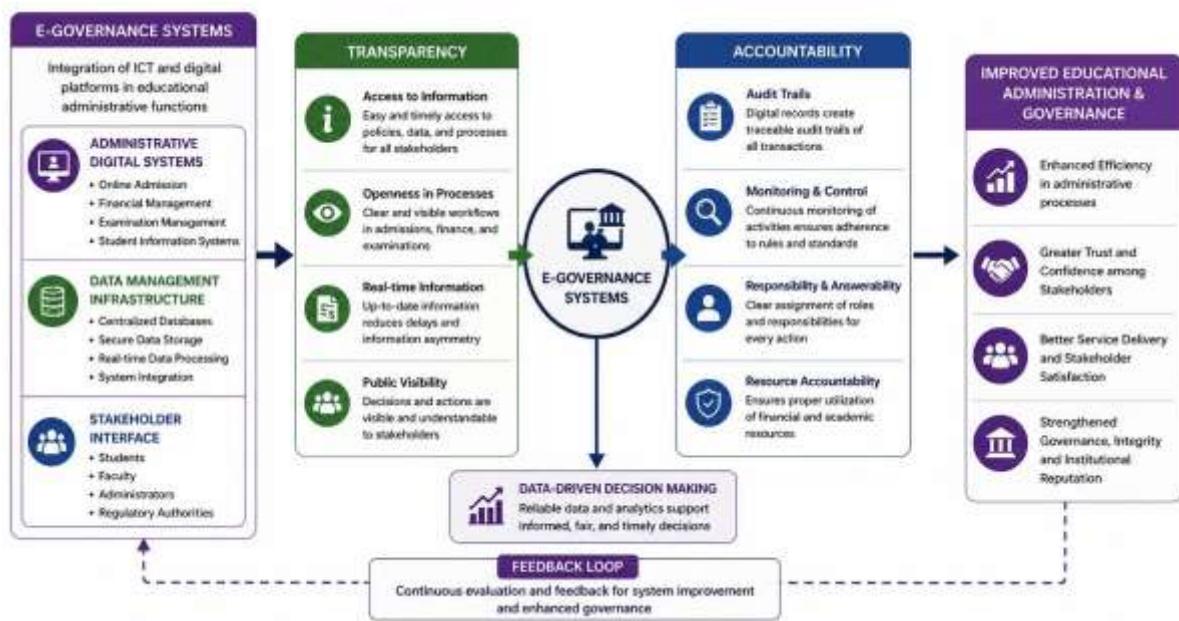 E-GOVERNANCE SYSTEMS
Integration of ICT and digital
platforms in educational
administrative functions
ADMINISTRATIVE
DIGITAL SYSTEMS
• Online Admission
• Financial Management
• Examination Management
• Student Information Systems
DATA MANAGEMENT
INFRASTRUCTURE
• Centralized Databases
• Secure Data Storage
• Real-time Data Processing
• System Integration
STAKEHOLDER
INTERFACE
• Students
• Faculty
• Administrators
• Regulatory Authorities
TRANSPARENCY
Access to Information
Easy and timely access to
policies, data, and processes
for all stakeholders
Openness in Processes
Clear and visible workflows
in admissions, finance, and
examinations
Real-time Information
Up-to-date information
reduces delays and
information asymmetry
Public Visibility
Decisions and actions are
visible and understandable
to stakeholders
E-GOVERNANCE
SYSTEMS
ACCOUNTABILITY
Audit Trails
Digital records create
traceable audit trails of
all transactions
Monitoring & Control
Continuous monitoring of
activities ensures adherence
to rules and standards
Responsibility & Answerability
Clear assignment of roles
and responsibilities for
every action
Resource Accountability
Ensures proper utilization
of financial and academic
resources
IMPROVED EDUCATIONAL
ADMINISTRATION &
GOVERNANCE
Enhanced Efficiency
in administrative
processes
Greater Trust and
Confidence among
Stakeholders
Better Service Delivery
and Stakeholder
Satisfaction
Strengthened
Governance, Integrity
and Institutional
Reputation
DATA-DRIVEN DECISION MAKING
Reliable data and analytics support
informed, fair, and timely decisions
FEEDBACK LOOP
Continuous evaluation and feedback for system improvement
and enhanced governance